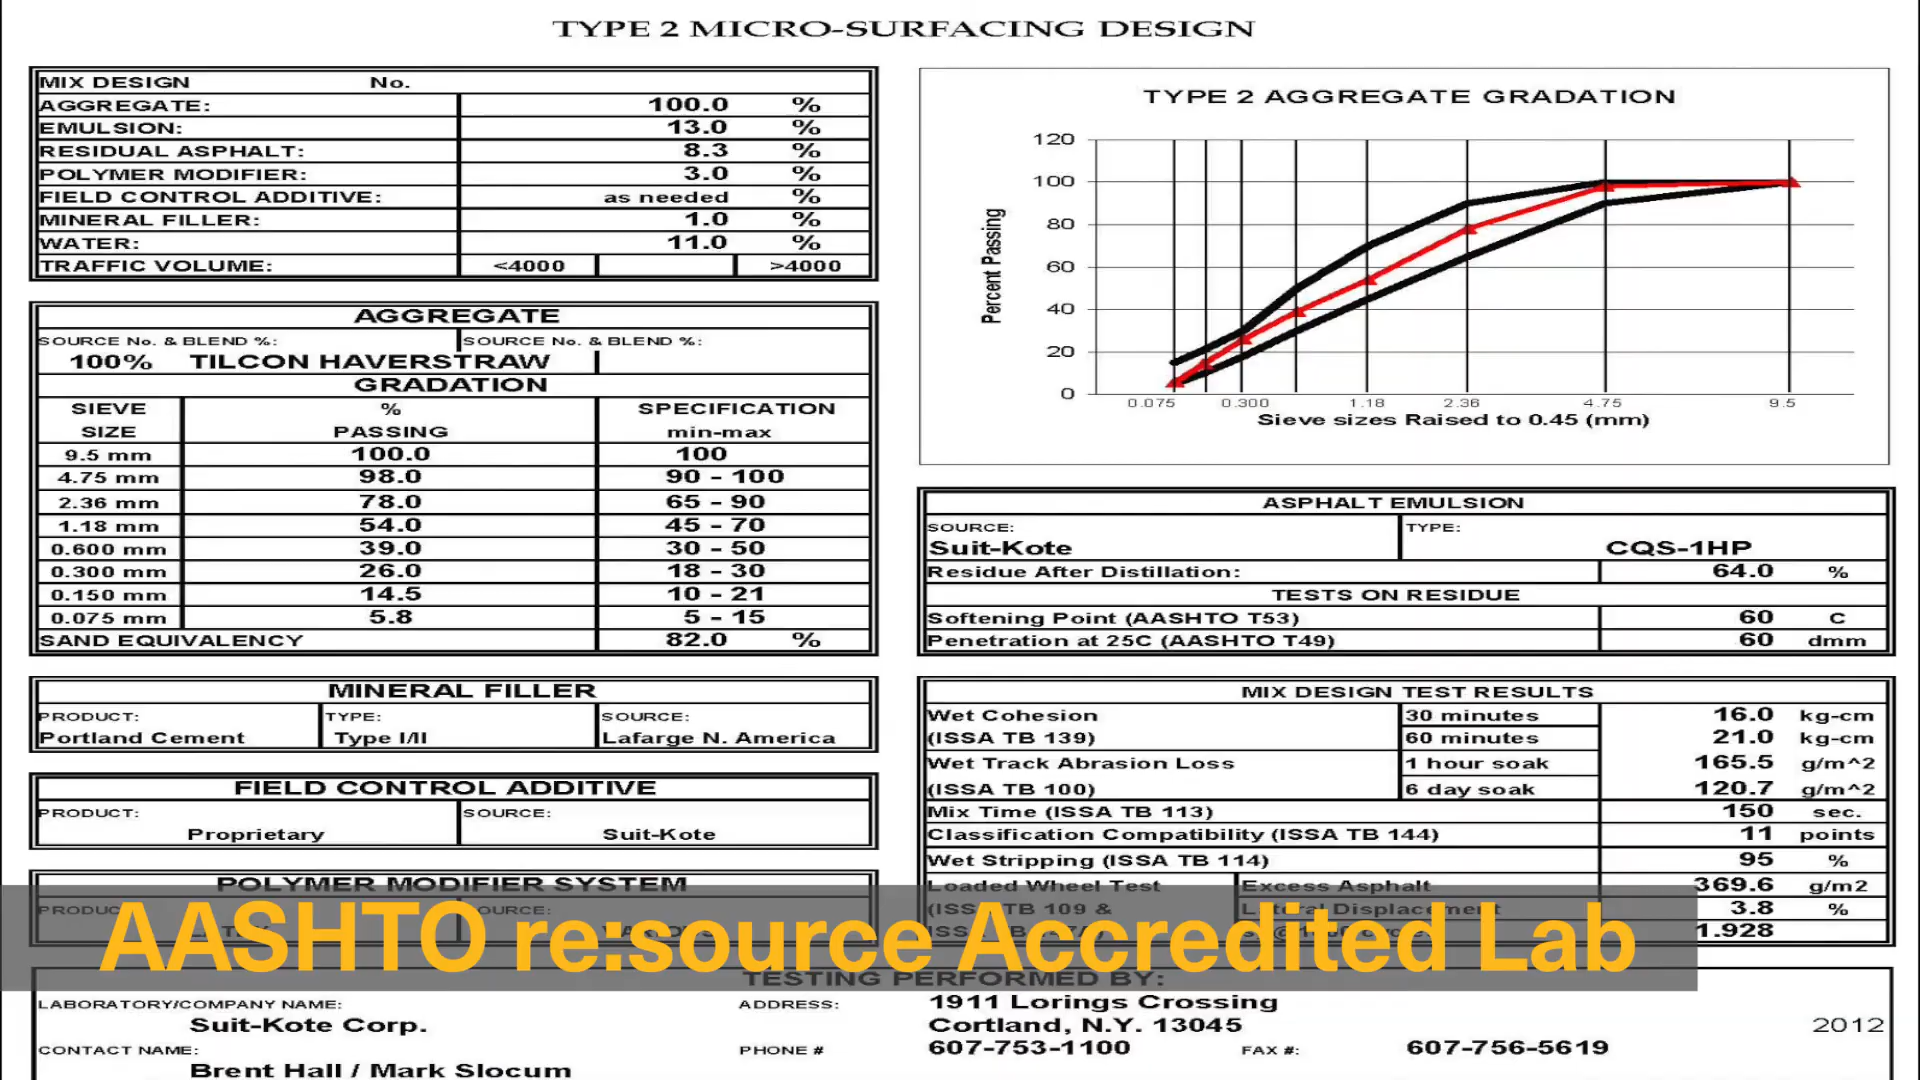 TYPE 2 MICRO-SURFACING DESIGN
MIX DESIGN No.
AGGREGATE: 100.0 %
EMULSION: 13.0 %
RESIDUAL ASPHALT: 8.3 %
POLYMER MODIFIER: 3.0 %
FIELD CONTROL ADDITIVE: as needed %
MINERAL FILLER: 1.0 %
WATER: 11.0 %
TRAFFIC VOLUME: <4000 >4000
AGGREGATE
SOURCE No. & BLEND %: SOURCE No. & BLEND %:
100% TILCON HAVERSTRAW
GRADATION
SIEVE % SPECIFICATION
SIZE PASSING min-max
9.5 mm 100.0 100
4.75 mm 98.0 90 - 100
2.36 mm 78.0 65 - 90
1.18 mm 54.0 45 - 70
0.600 mm 39.0 30 - 50
0.300 mm 26.0 18 - 30
0.150 mm 14.5 10 - 21
0.075 mm 5.8 5 - 15
SAND EQUIVALENCY 82.0 %
MINERAL FILLER
PRODUCT: TYPE: SOURCE:
Portland Cement Type I/II Lafarge N. America
FIELD CONTROL ADDITIVE
PRODUCT: SOURCE:
Proprietary Suit-Kote
POLYMER MODIFIER SYSTEM
TYPE 2 AGGREGATE GRADATION
Percent Passing
120
100
80
60
40
20
0
0.075 0.300 1.18 2.36 4.75 9.5
Sieve sizes Raised to 0.45 (mm)
ASPHALT EMULSION
SOURCE: TYPE:
Suit-Kote CQS-1HP
Residue After Distillation: 64.0 %
TESTS ON RESIDUE
Softening Point (AASHTO T53) 60 C
Penetration at 25C (AASHTO T49) 60 dmm
MIX DESIGN TEST RESULTS
Wet Cohesion 30 minutes 16.0 kg-cm
(ISSA TB 139) 60 minutes 21.0 kg-cm
Wet Track Abrasion Loss 1 hour soak 165.5 g/m^2
(ISSA TB 100) 6 day soak 120.7 g/m^2
Mix Time (ISSA TB 113) 150 sec.
Classification Compatibility (ISSA TB 144) 11 points
Wet Stripping (ISSA TB 114) 95 %
Loaded Wheel Test Excess Asphalt 369.6 g/m2
TB 109 & Displacement 3.8 %
1.928
AASHTO re:source Accredited Lab
TESTING PERFORMED BY:
LABORATORY/COMPANY NAME: ADDRESS: 1911 Lorings Crossing
Suit-Kote Corp. Cortland, N.Y. 13045 2012
CONTACT NAME: PHONE # 607-753-1100 FAX #: 607-756-5619
Brent Hall / Mark Slocum